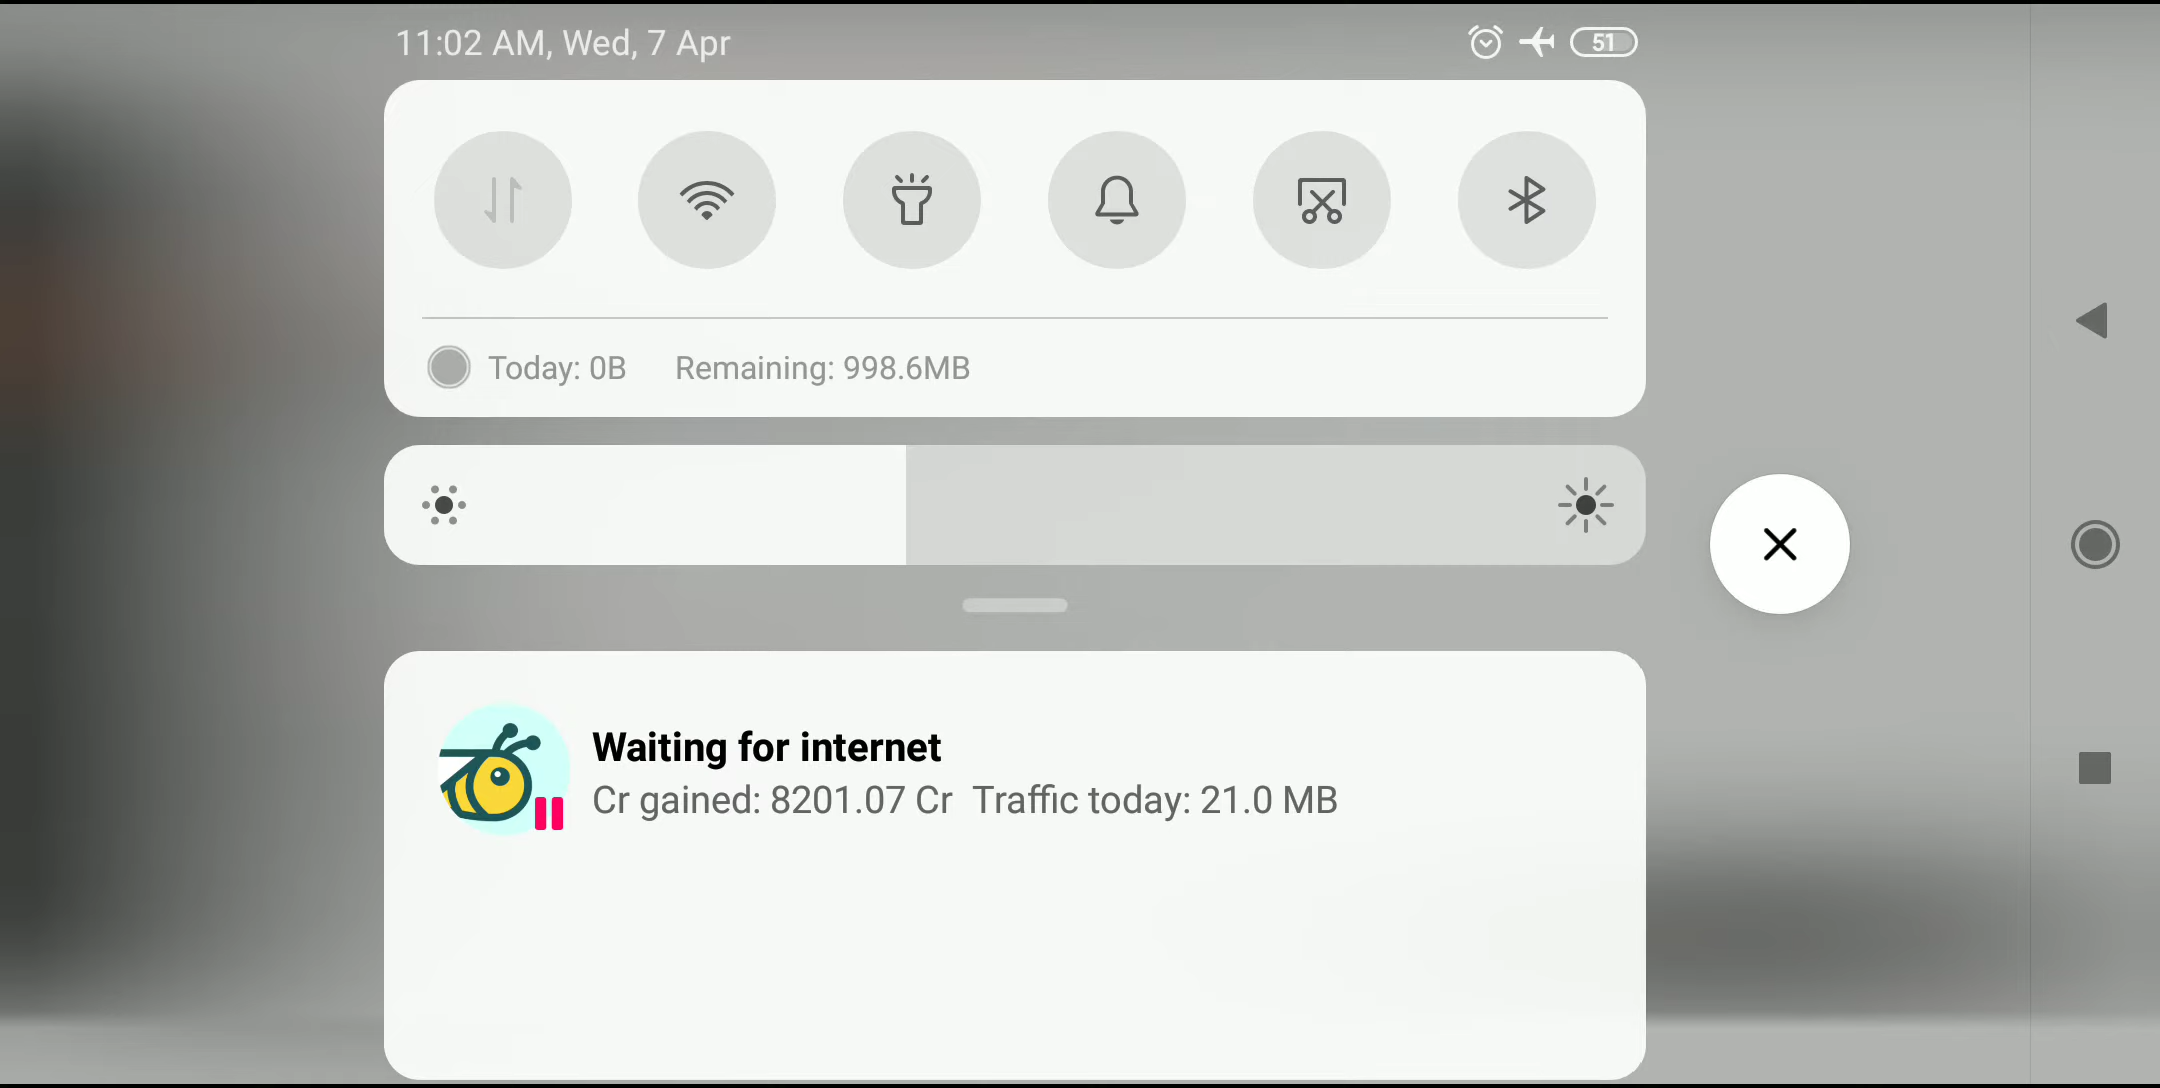 11:02 AM, Wed, 7 Apr 51
Today: 0B Remaining: 998.6MB
Waiting for internet
Cr gained: 8201.07 Cr Traffic today: 21.0 MB